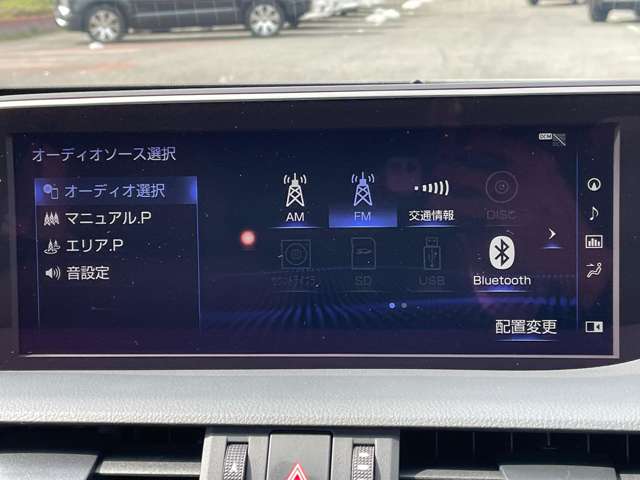 DCM
オーディオソース選択
オーディオ選択
マニュアル.P
エリア.P
音設定
AM
FM
交通情報
DISC
SD
USB
Bluetooth
配置変更